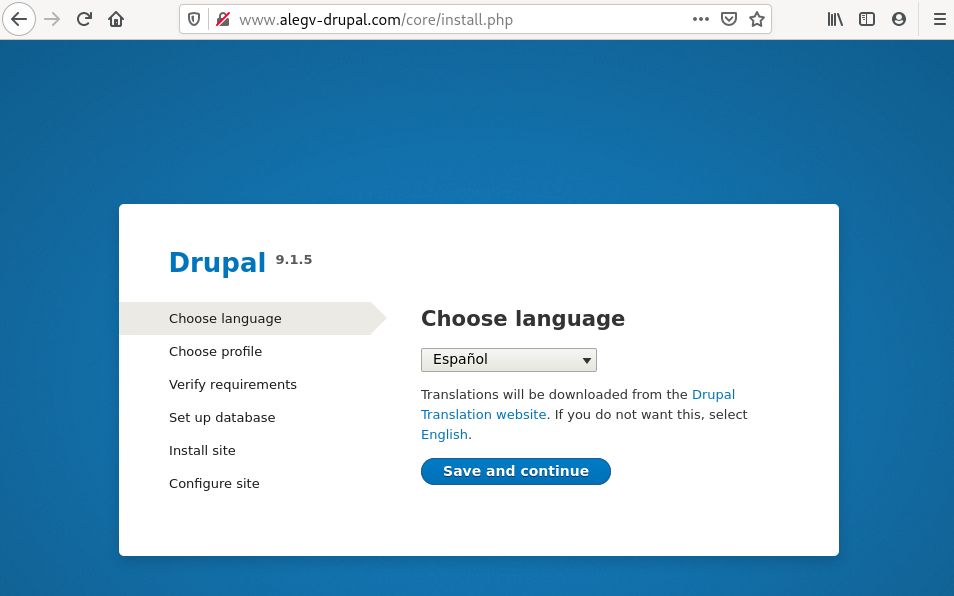 www.alegv-drupal.com/core/install.php
Drupal 9.1.5
Choose language
Choose profile
Verify requirements
Set up database
Install site
Configure site
Choose language
Español
Translations will be downloaded from the Drupal
Translation website. If you do not want this, select
English.
Save and continue